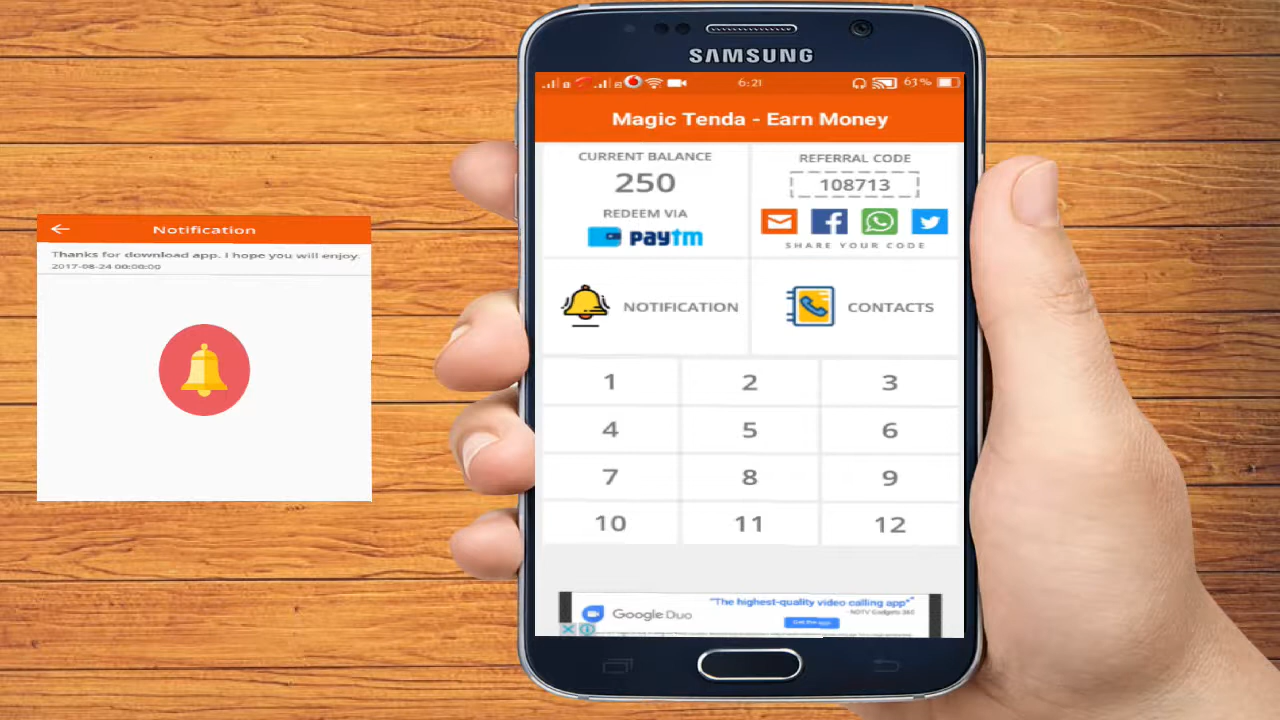 SAMSUNG
6:21
63%
Magic Tenda - Earn Money
CURRENT BALANCE
250
REDEEM VIA
paytm
REFERRAL CODE
108713
SHARE YOUR CODE
NOTIFICATION
CONTACTS
1 2 3
4 5 6
7 8 9
10 11 12
Google Duo
"The highest-quality video calling app"
- NDTV Gadgets 360
Get the app
Notification
Thanks for download app. I hope you will enjoy.
2017-08-24 00:00:00